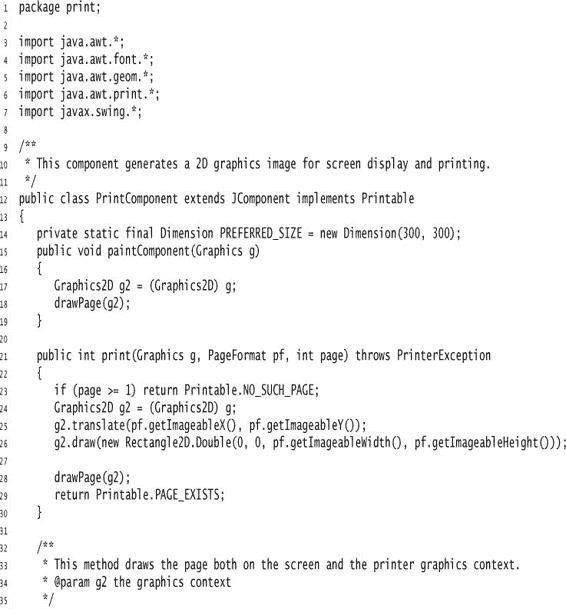 1 package print;
2
3 import java.awt.*;
4 import java.awt.font.*;
5 import java.awt.geom.*;
6 import java.awt.print.*;
7 import javax.swing.*;
8
9 /**
10  * This component generates a 2D graphics image for screen display and printing.
11  */
12 public class PrintComponent extends JComponent implements Printable
13 {
14    private static final Dimension PREFERRED_SIZE = new Dimension(300, 300);
15    public void paintComponent(Graphics g)
16    {
17       Graphics2D g2 = (Graphics2D) g;
18       drawPage(g2);
19    }
20
21    public int print(Graphics g, PageFormat pf, int page) throws PrinterException
22    {
23       if (page >= 1) return Printable.NO_SUCH_PAGE;
24       Graphics2D g2 = (Graphics2D) g;
25       g2.translate(pf.getImageableX(), pf.getImageableY());
26       g2.draw(new Rectangle2D.Double(0, 0, pf.getImageableWidth(), pf.getImageableHeight()));
27
28       drawPage(g2);
29       return Printable.PAGE_EXISTS;
30    }
31
32    /**
33     * This method draws the page both on the screen and the printer graphics context.
34     * @param g2 the graphics context
35     */